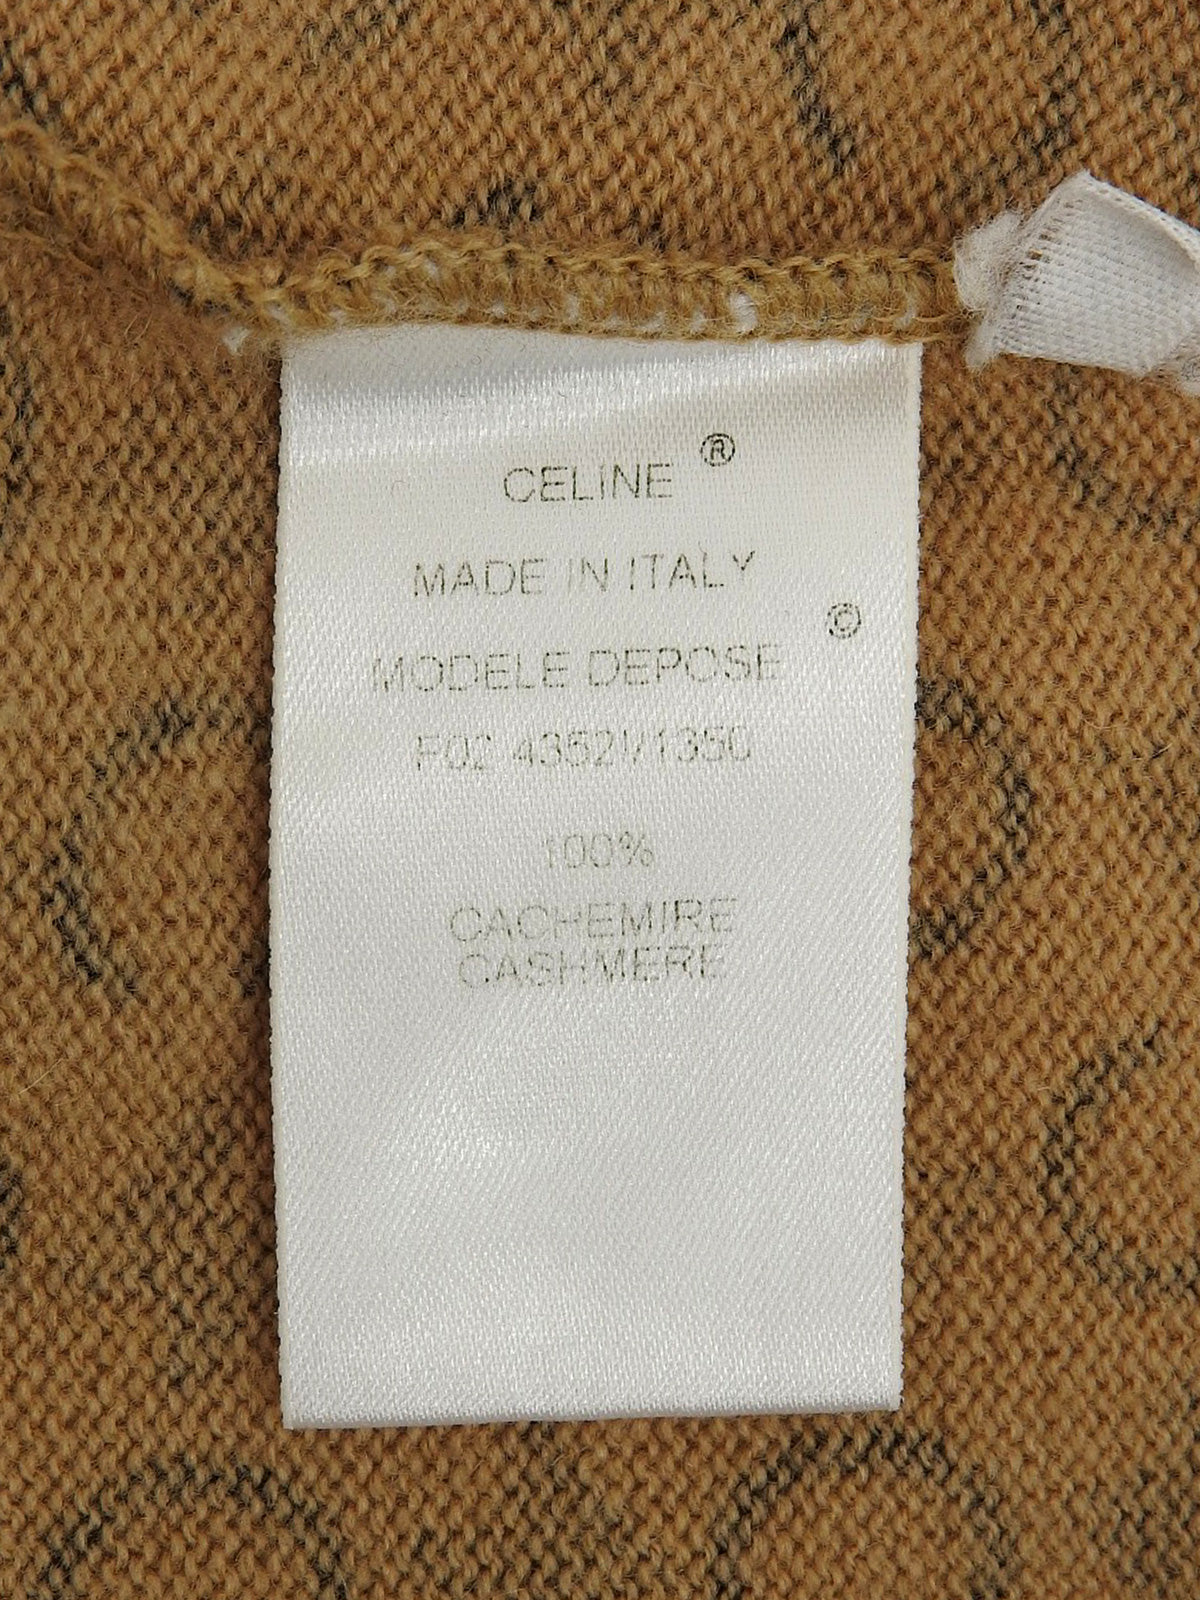 CELINE ®
MADE IN ITALY
MODELE DEPOSE ©
100%
CACHEMIRE
CASHMERE